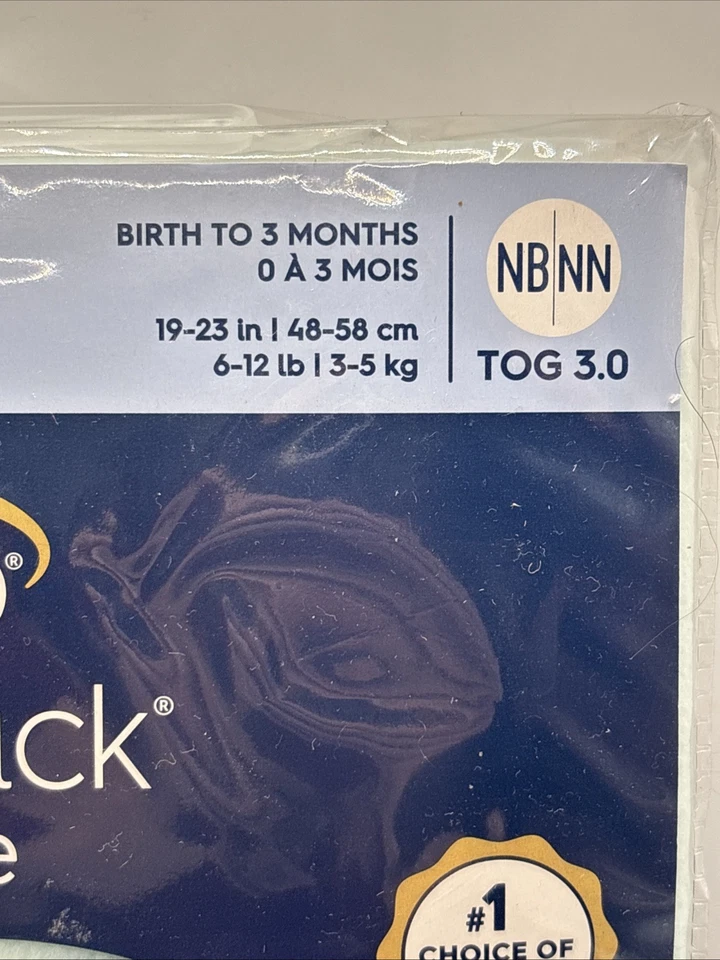 BIRTH TO 3 MONTHS
0 À 3 MOIS
19-23 in | 48-58 cm
6-12 lb | 3-5 kg
NB|NN
TOG 3.0
®
ck®
e
#1
CHOICE OF